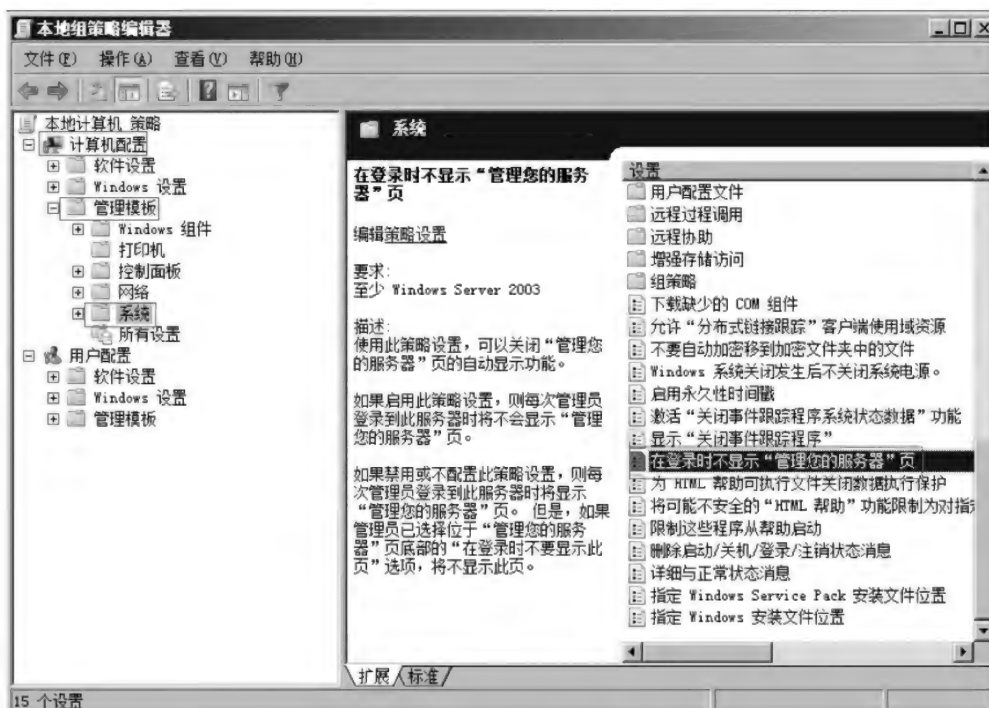 本地组策略编辑器
文件(F) 操作(A) 查看(V) 帮助(H)
本地计算机 策略
计算机配置
软件设置
Windows 设置
管理模板
Windows 组件
打印机
控制面板
网络
系统
所有设置
用户配置
软件设置
Windows 设置
管理模板
系统
在登录时不显示“管理您的服务
器”页
编辑策略设置
要求:
至少 Windows Server 2003
描述:
使用此策略设置，可以关闭“管理您
的服务器”页的自动显示功能。
如果启用此策略设置，则每次管理员
登录到此服务器时将不会显示“管理
您的服务器”页。
如果禁用或不配置此策略设置，则每
次管理员登录到此服务器时将显示
“管理您的服务器”页。 但是，如果
管理员已选择位于“管理您的服务
器”页底部的“在登录时不要显示此
页”选项，将不显示此页。
设置
用户配置文件
远程过程调用
远程协助
增强存储访问
组策略
下载缺少的 COM 组件
允许“分布式链接跟踪”客户端使用域资源
不要自动加密移到加密文件夹中的文件
Windows 系统关闭发生后不关闭系统电源。
启用永久性时间戳
激活“关闭事件跟踪程序系统状态数据”功能
显示“关闭事件跟踪程序”
在登录时不显示“管理您的服务器”页
为 HTML 帮助可执行文件关闭数据执行保护
将可能不安全的“HTML 帮助”功能限制为对指定
限制这些程序从帮助启动
删除启动/关机/登录/注销状态消息
详细与正常状态消息
指定 Windows Service Pack 安装文件位置
指定 Windows 安装文件位置
扩展 标准
15 个设置